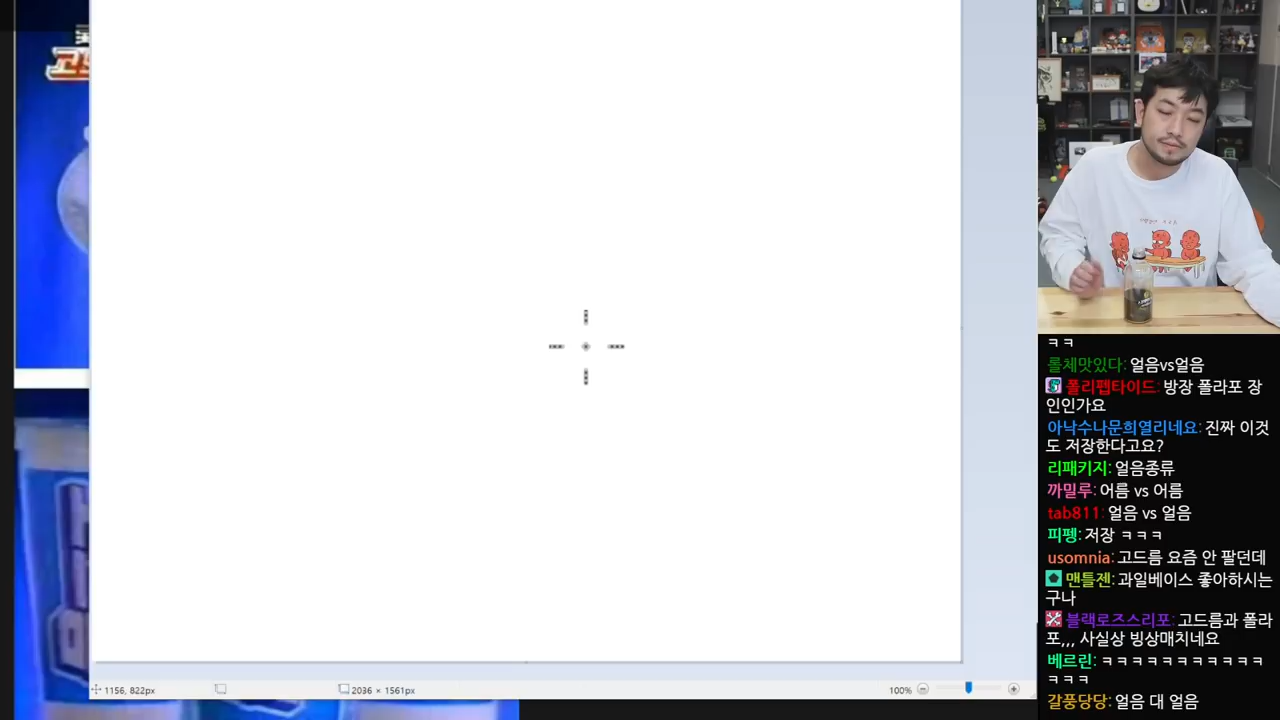 고드
ㅋㅋ
롤체맛있다: 얼음vs얼음
폴리펩타이드: 방장 폴라포 장
인인가요
아낙수나문희열리네요: 진짜 이것
도 저장한다고요?
리패키지: 얼음종류
까밀루: 어름 vs 어름
tab811: 얼음 vs 얼음
피펭: 저장 ㅋㅋㅋ
usomnia: 고드름 요즘 안 팔던데
맨틀젠: 과일베이스 좋아하시는
구나
블랙로즈스리포: 고드름과 폴라
포,,, 사실상 빙상매치네요
베르린: ㅋㅋㅋㅋㅋㅋㅋㅋㅋㅋㅋ
ㅋㅋㅋ
갈풍당당: 얼음 대 얼음
1156, 822px
2036 × 1561px
100%